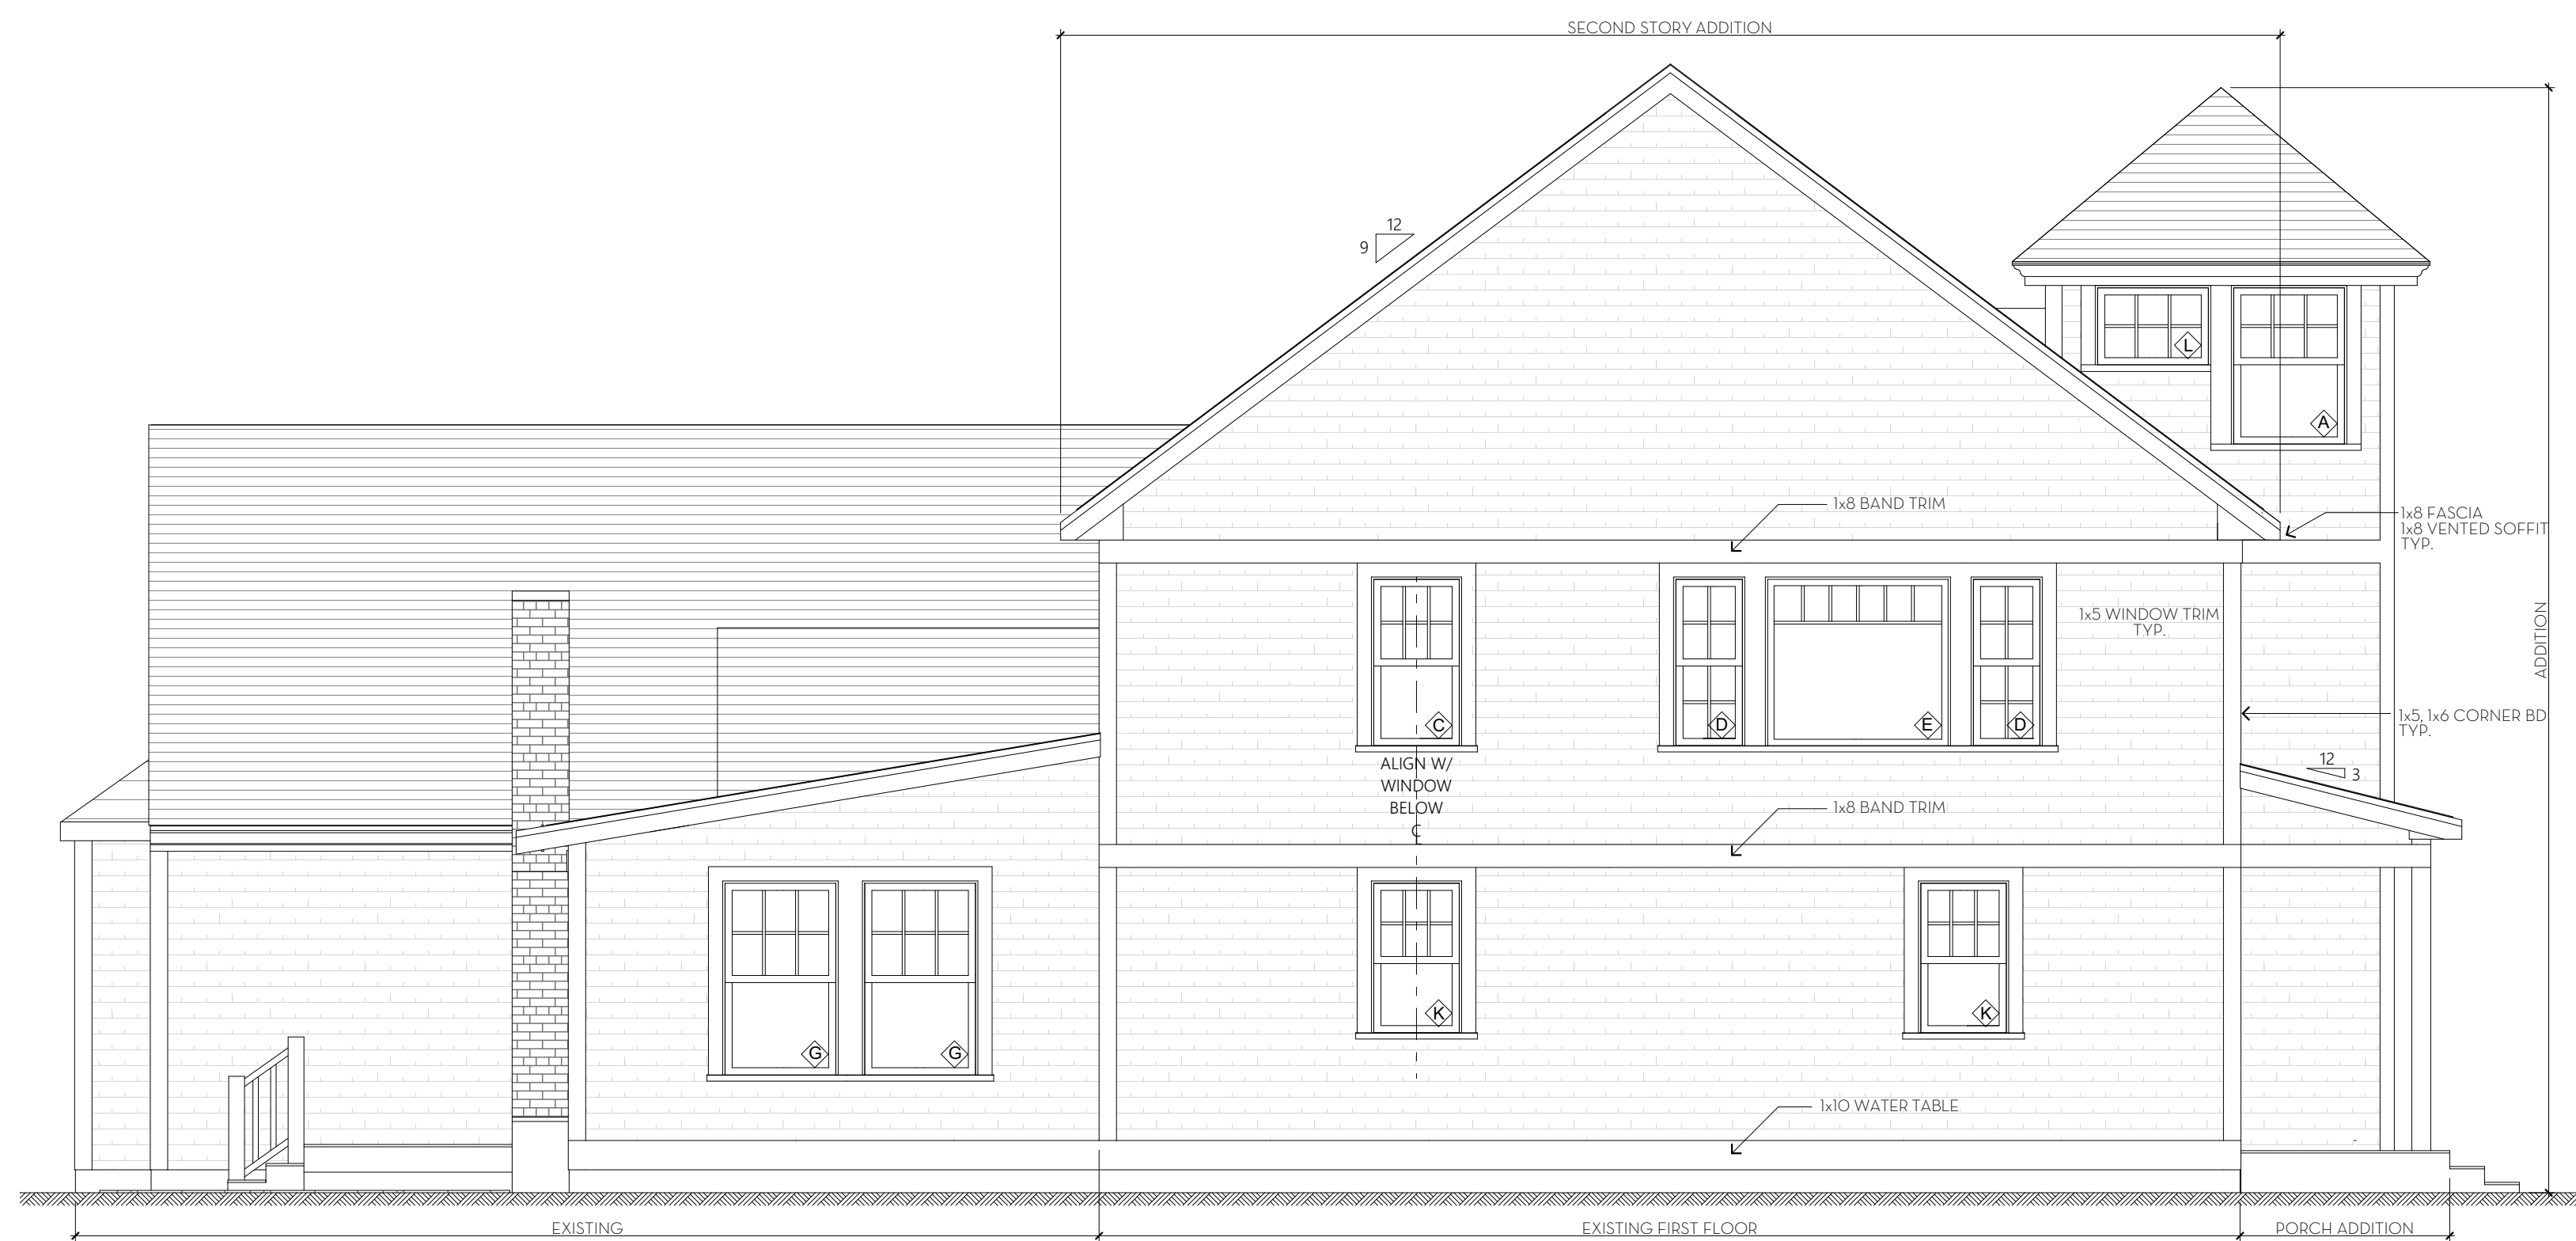 SECOND STORY ADDITION
12
9
L
A
1x8 BAND TRIM
1x8 FASCIA
1x8 VENTED SOFFIT
TYP.
1x5 WINDOW TRIM
TYP.
ADDITION
C
D
E
D
1x5, 1x6 CORNER BD
TYP.
ALIGN W/
WINDOW
BELOW
C
L
12
3
1x8 BAND TRIM
K
K
G
G
1x10 WATER TABLE
EXISTING
EXISTING FIRST FLOOR
PORCH ADDITION